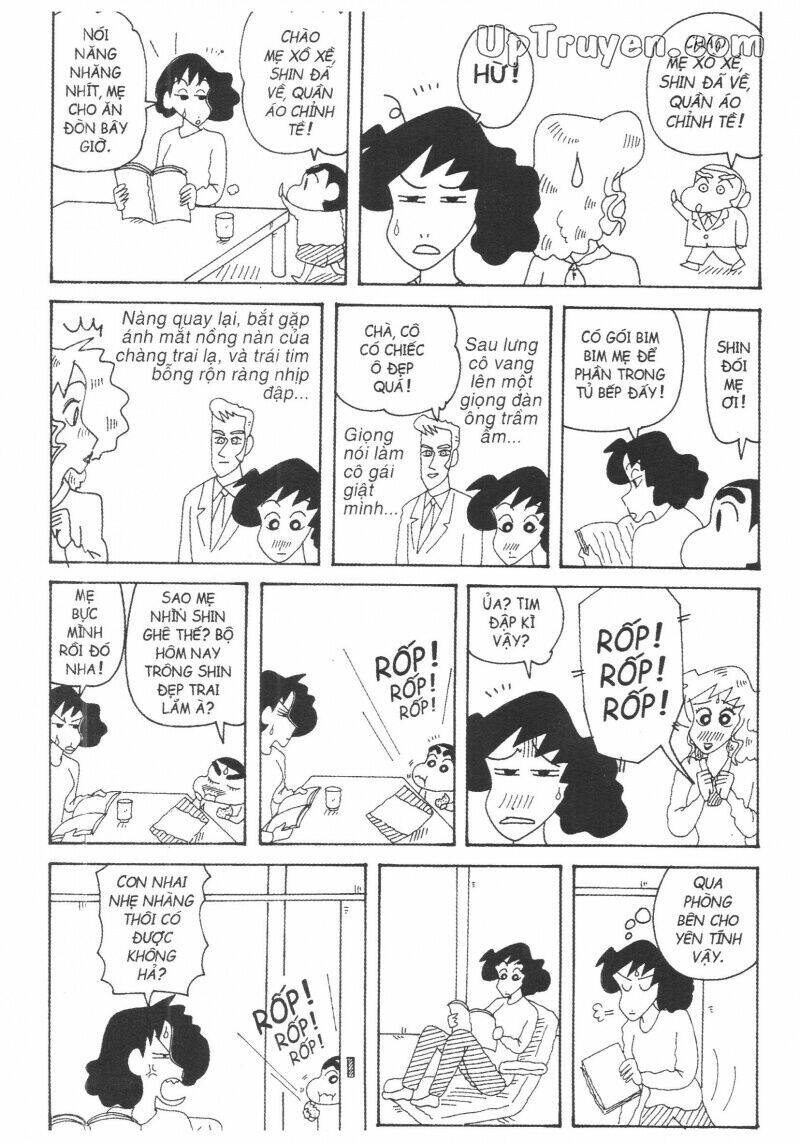 UpTruyen.com
CHÀO
MẸ XỒ XỀ,
SHIN ĐÃ VỀ,
QUẦN ÁO
CHỈNH TỀ!
HỪ!
CHÀO
MẸ XỒ XỀ,
SHIN ĐÃ
VỀ, QUẦN
ÁO CHỈNH
TỀ!
NÓI
NĂNG
NHĂNG
NHÍT, MẸ
CHO ĂN
ĐÒN BÂY
GIỜ.
SHIN
ĐÓI
MẸ
ƠI!
CÓ GÓI BIM
BIM MẸ ĐỂ
PHẦN TRONG
TỦ BẾP ĐẤY!
Sau lưng
cô vang
lên một
giọng đàn
ông trầm
ấm...
CHÀ, CÔ
CÓ CHIẾC
Ô ĐẸP
QUÁ!
Giọng
nói làm
cô gái
giật
mình...
Nàng quay lại, bắt gặp
ánh mắt nồng nàn của
chàng trai lạ, và trái tim
bỗng rộn ràng nhịp
đập...
RỐP!
RỐP!
RỐP!
ỦA? TIM
ĐẬP KÌ
VẬY?
RỐP!
RỐP!
RỐP!
SAO MẸ
NHÌN SHIN
GHÊ THẾ? BỘ
HÔM NAY
TRÔNG SHIN
ĐẸP TRAI
LẮM À?
MẸ
BỰC
MÌNH
RỒI ĐÓ
NHA!
QUA
PHÒNG
BÊN CHO
YÊN TĨNH
VẬY.
RỐP!
RỐP!
RỐP!
CON NHAI
NHẸ NHÀNG
THÔI CÓ
ĐƯỢC
KHÔNG
HẢ?